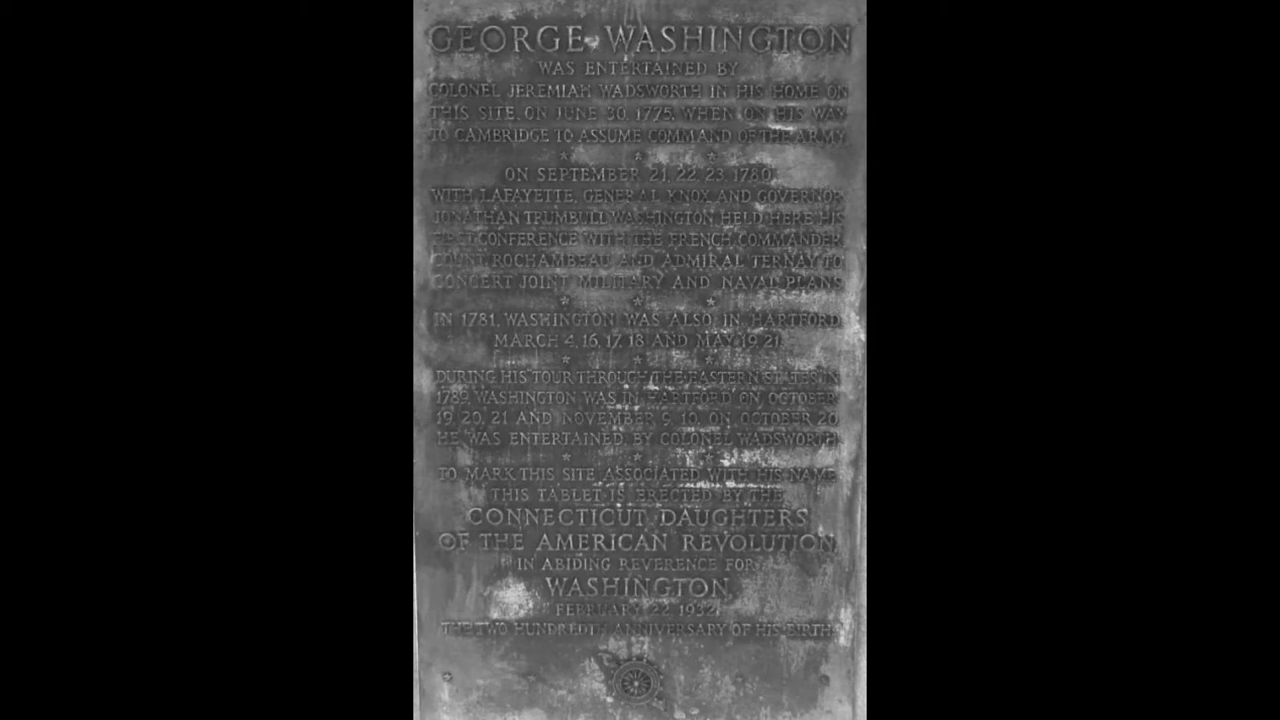 GEORGE WASHINGTON
WAS ENTERTAINED BY
COLONEL JEREMIAH WADSWORTH IN HIS HOME ON
THIS SITE, ON JUNE 30, 1775, WHEN ON HIS WAY
TO CAMBRIDGE TO ASSUME COMMAND OF THE ARMY
ON SEPTEMBER 21, 22, 23, 1780
WITH LAFAYETTE, GENERAL KNOX AND GOVERNOR
JONATHAN TRUMBULL WASHINGTON HELD HERE HIS
FIRST CONFERENCE WITH THE FRENCH COMMANDER
COUNT ROCHAMBEAU AND ADMIRAL TERNAY TO
CONCERT JOINT MILITARY AND NAVAL PLANS
IN 1781, WASHINGTON WAS ALSO IN HARTFORD
MARCH 4, 16, 17, 18 AND MAY 19, 21
DURING HIS TOUR THROUGH THE EASTERN STATES IN
1789, WASHINGTON WAS IN HARTFORD ON OCTOBER
19, 20, 21 AND NOVEMBER 9, 10. ON OCTOBER 20
HE WAS ENTERTAINED BY COLONEL WADSWORTH
TO MARK THIS SITE ASSOCIATED WITH HIS NAME
THIS TABLET IS ERECTED BY THE
CONNECTICUT DAUGHTERS
OF THE AMERICAN REVOLUTION
IN ABIDING REVERENCE FOR
WASHINGTON
FEBRUARY 22 1932
THE TWO HUNDREDTH ANNIVERSARY OF HIS BIRTH